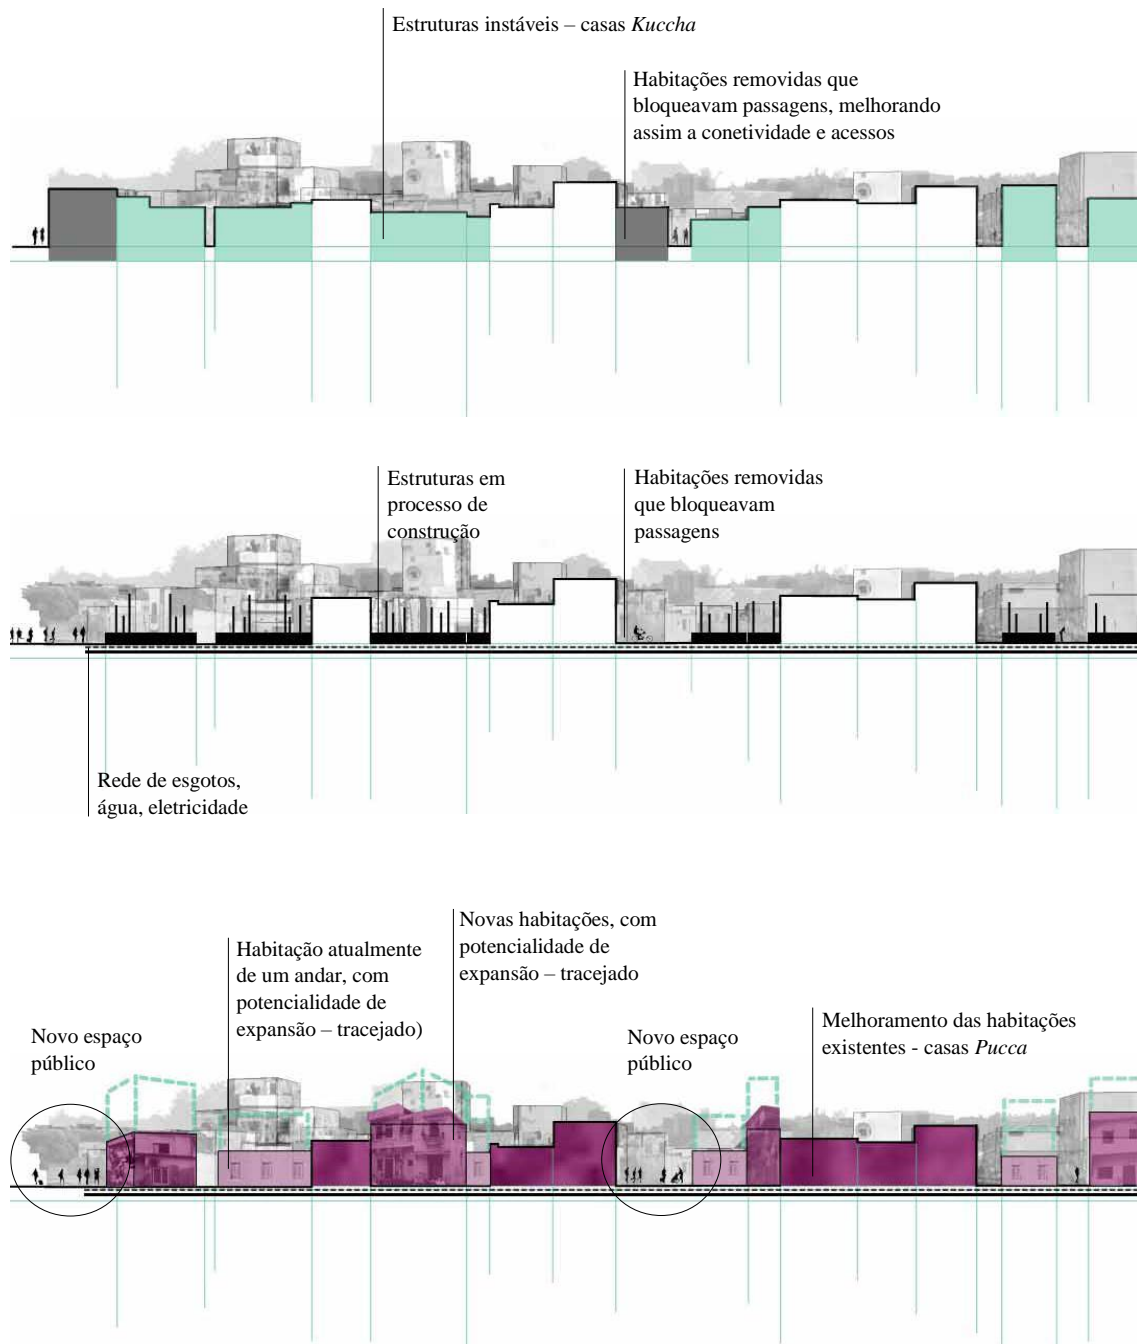 Estruturas instáveis – casas Kuccha
Habitações removidas que
bloqueavam passagens, melhorando
assim a conetividade e acessos
Estruturas em
processo de
construção
Habitações removidas
que bloqueavam
passagens
Rede de esgotos,
água, eletricidade
Novo espaço
público
Habitação atualmente
de um andar, com
potencialidade de
expansão – tracejado)
Novas habitações, com
potencialidade de
expansão – tracejado
Novo espaço
público
Melhoramento das habitações
existentes - casas Pucca